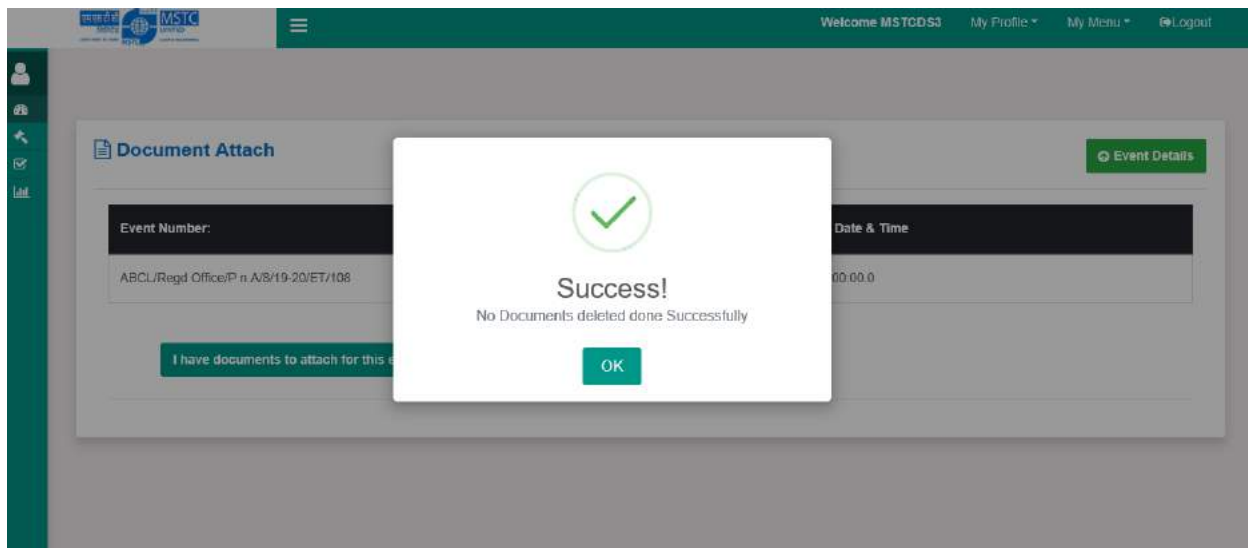 MSTC
Welcome MSTCDS3
My Profile
My Menu
Logout
Document Attach
Event Details
Event Number:
Date & Time
ABCL/Regd Office/P n A/8/19-20/ET/108
00:00.0
I have documents to attach for this e
Success!
No Documents deleted done Successfully
OK